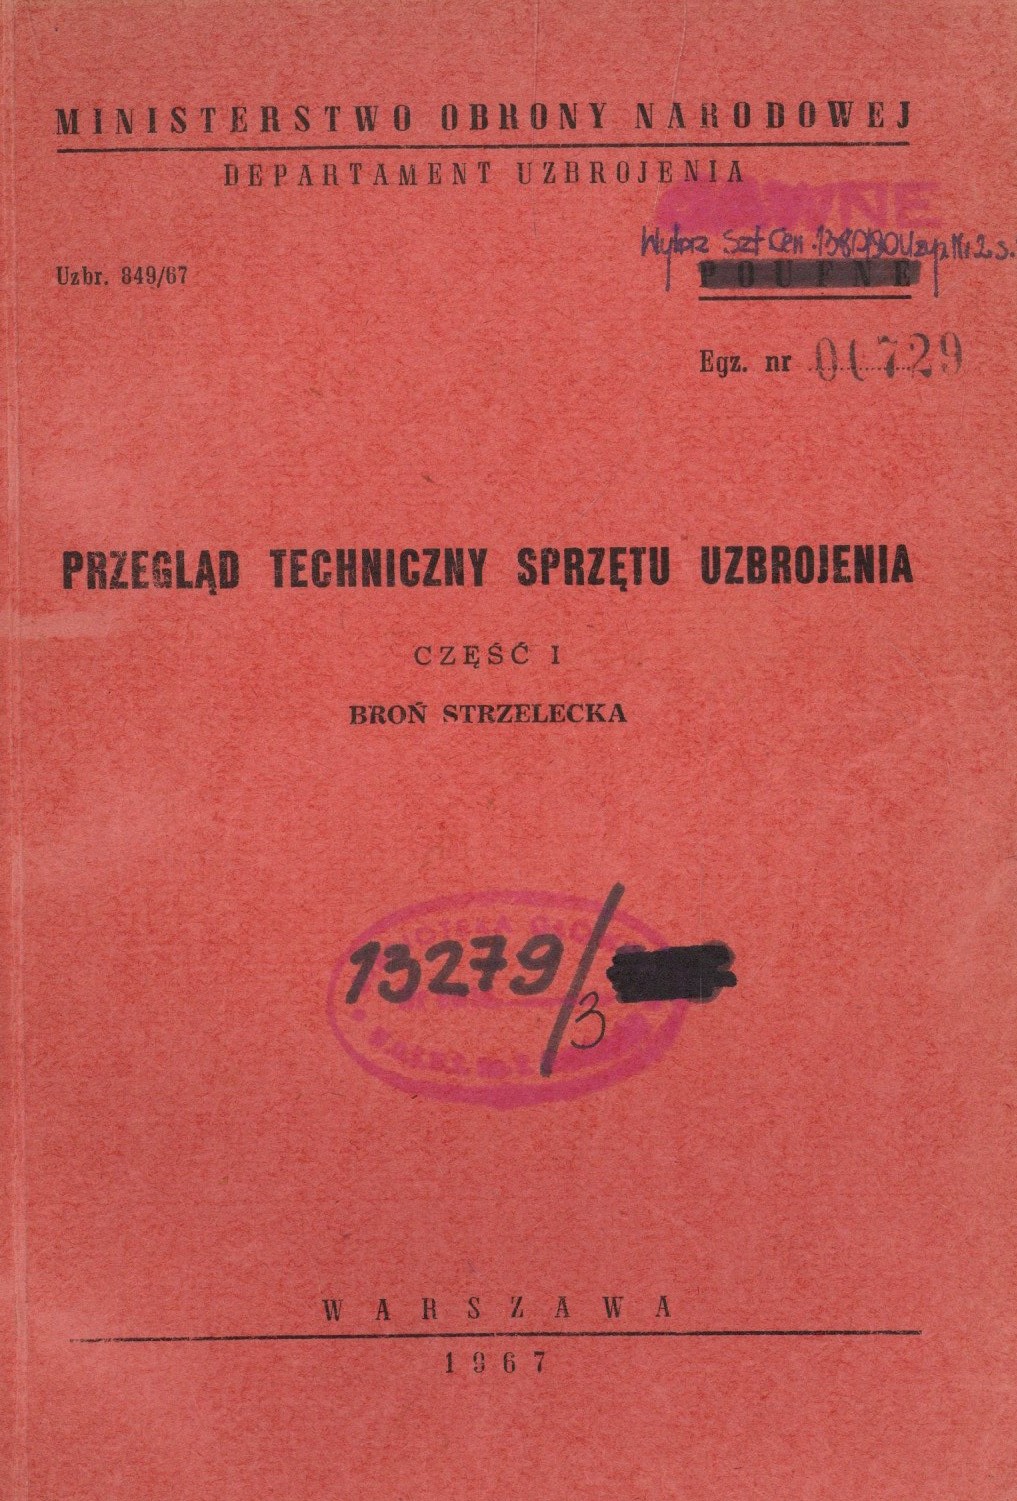 MINISTERSTWO OBRONY NARODOWEJ
DEPARTAMENT UZBROJENIA
JAWNE
Uzbr. 849/67
POUFNE
Egz. nr 01729
PRZEGLĄD TECHNICZNY SPRZĘTU UZBROJENIA
CZĘŚĆ I
BROŃ STRZELECKA
13279/3
WARSZAWA
1967